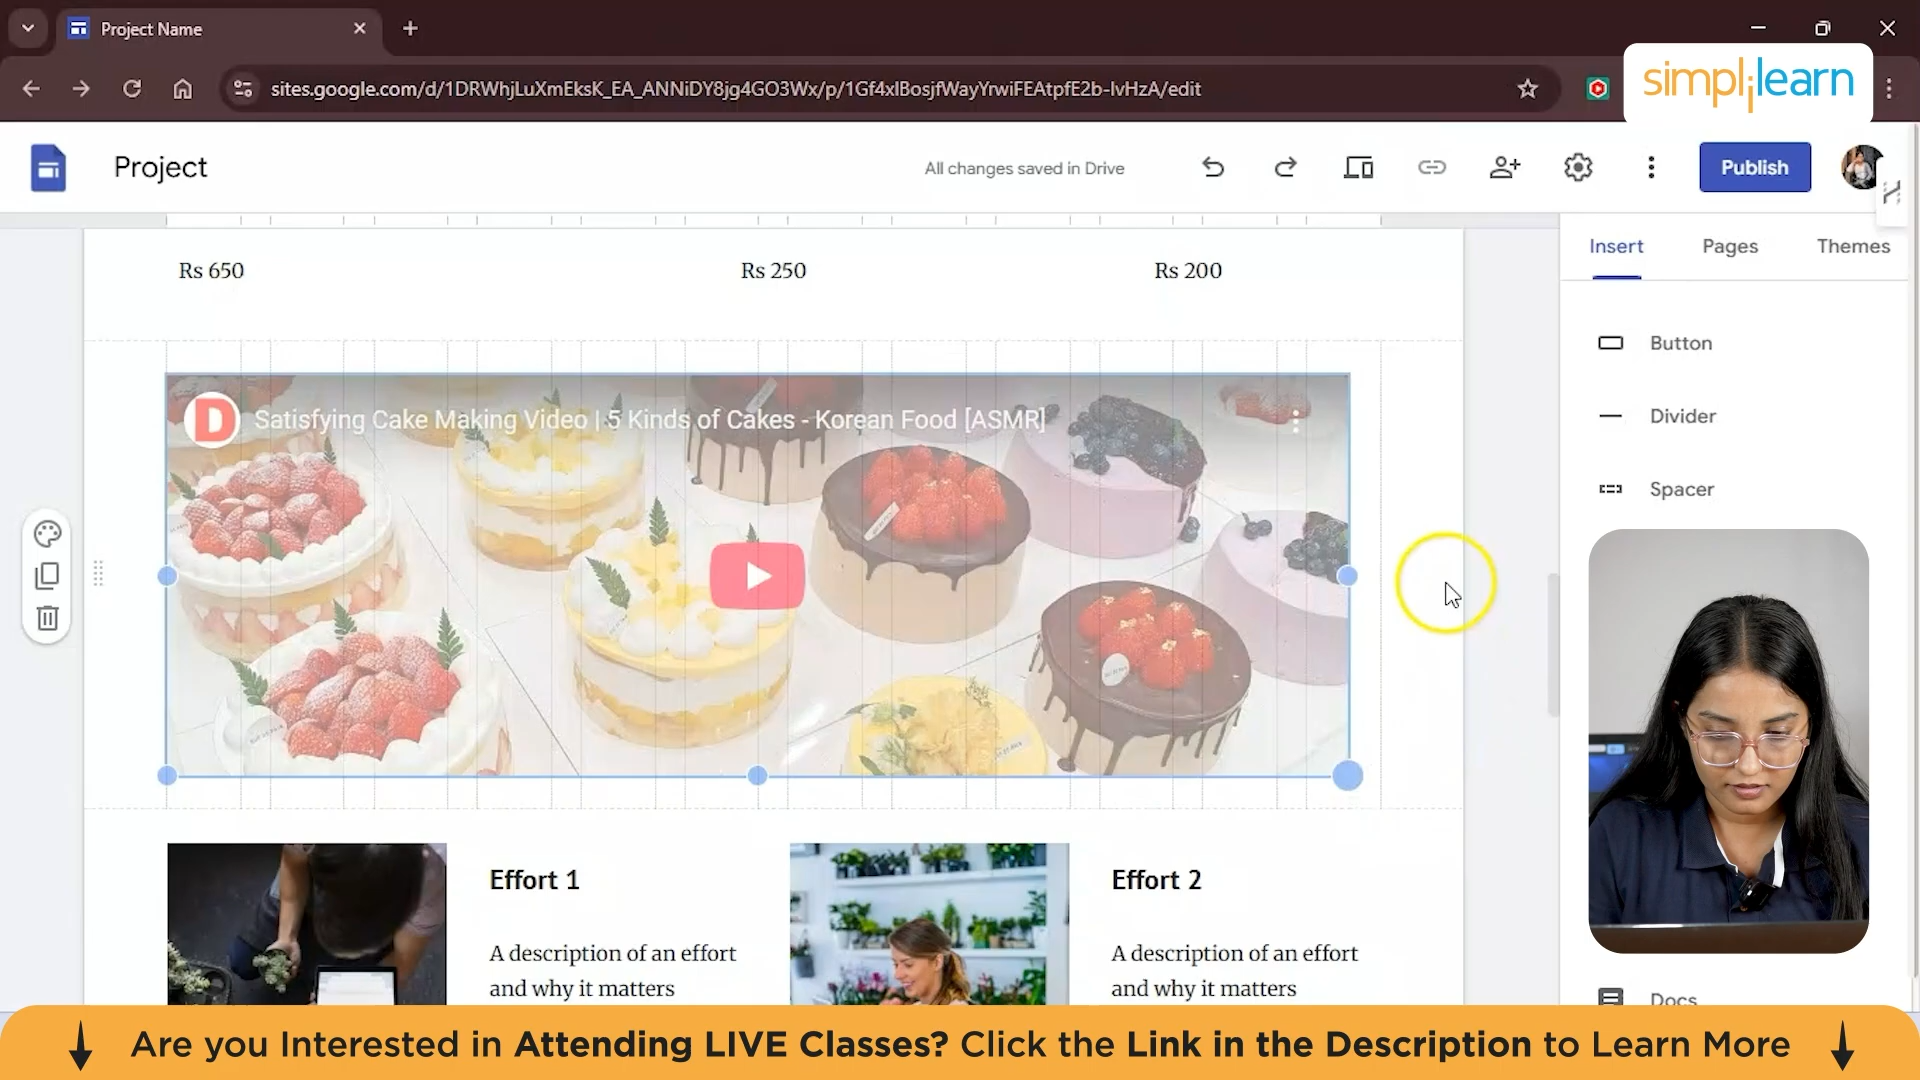 Project Name
sites.google.com/d/1DRWhjLuXmEksK_EA_ANNiDY8jg4GO3Wx/p/1Gf4xlBosjfWayYrwiFEAtpfE2b-IvHzA/edit
simplilearn
Project
All changes saved in Drive
Publish
Insert Pages Themes
Rs 650 Rs 250 Rs 200
Button
D Satisfying Cake Making Video | 5 Kinds of Cakes - Korean Food [ASMR]
Divider
Spacer
Effort 1
A description of an effort
and why it matters
Effort 2
A description of an effort
and why it matters
Docs
Are you Interested in Attending LIVE Classes? Click the Link in the Description to Learn More